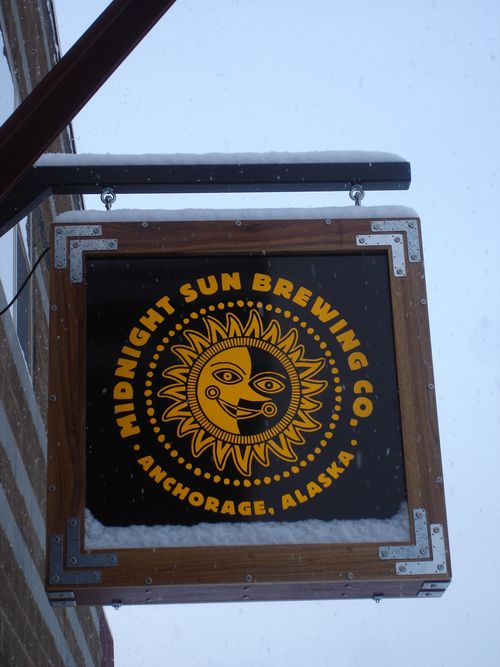 MIDNIGHT SUN BREWING CO.
· ANCHORAGE, ALASKA ·